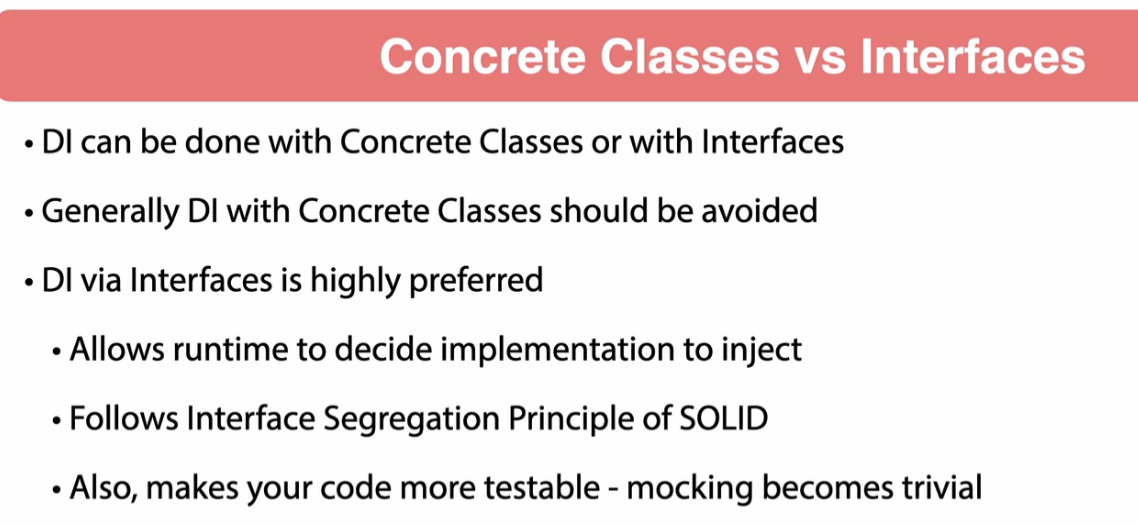 Concrete Classes vs Interfaces
• DI can be done with Concrete Classes or with Interfaces
• Generally DI with Concrete Classes should be avoided
• DI via Interfaces is highly preferred
• Allows runtime to decide implementation to inject
• Follows Interface Segregation Principle of SOLID
• Also, makes your code more testable - mocking becomes trivial